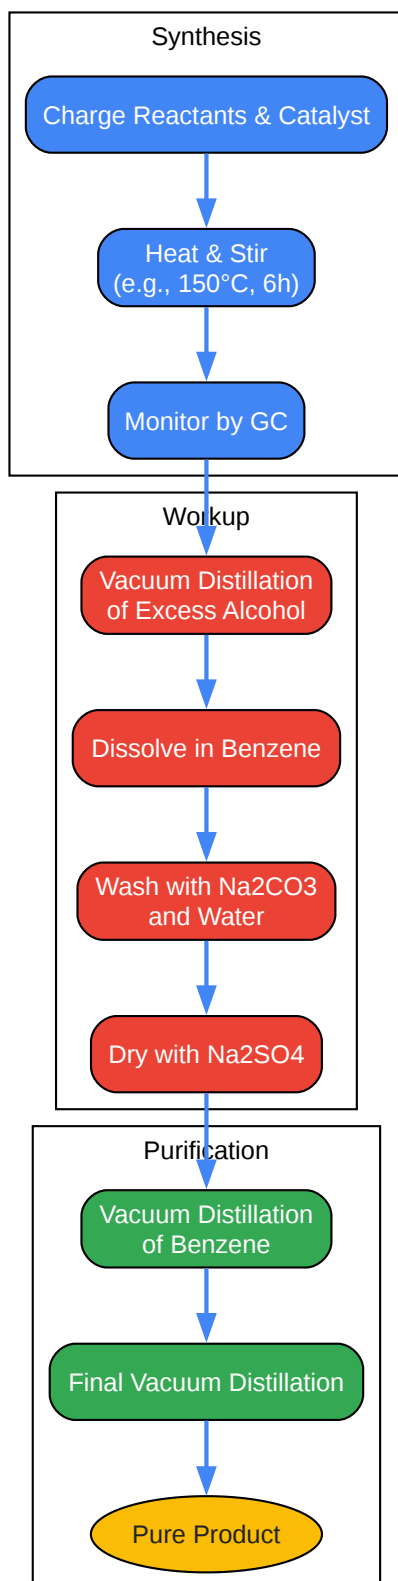 Synthesis
Charge Reactants & Catalyst
Heat & Stir
(e.g., 150°C, 6h)
Monitor by GC
Workup
Vacuum Distillation
of Excess Alcohol
Dissolve in Benzene
Wash with Na2CO3
and Water
Dry with Na2SO4
Purification
Vacuum Distillation
of Benzene
Final Vacuum Distillation
Pure Product